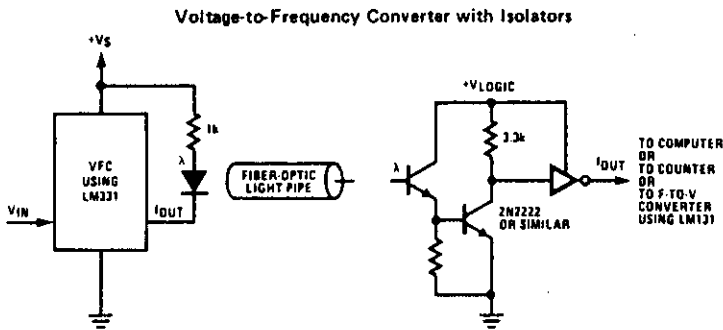 Voltage-to-Frequency Converter with Isolators
+VS
1k
λ
VFC
USING
LM331
VIN
fOUT
FIBER-OPTIC
LIGHT PIPE
+VLOGIC
3.3k
λ
2N2222
OR SIMILAR
fOUT
TO COMPUTER
OR
TO COUNTER
OR
TO F-TO-V
CONVERTER
USING LM131